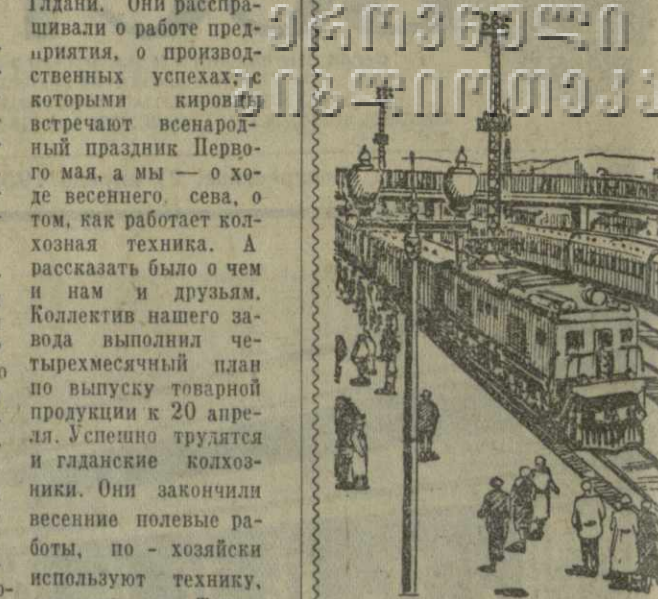 Глдани. Они расспра-
шивали о работе пред-
приятия, о производ-
ственных успехах, с
которыми кировцы
встречают всенарод-
ный праздник Перво-
го мая, а мы — о хо-
де весеннего сева, о
том, как работает кол-
хозная техника. А
рассказать было о чем
и нам и друзьям.
Коллектив нашего за-
вода выполнил че-
тырехмесячный план
по выпуску товарной
продукции к 20 апре-
ля. Успешно трудятся
и глданские колхоз-
ники. Они закончили
весенние полевые ра-
боты, по - хозяйски
используют технику,
ეროვნული
ბიბლიოთეკა